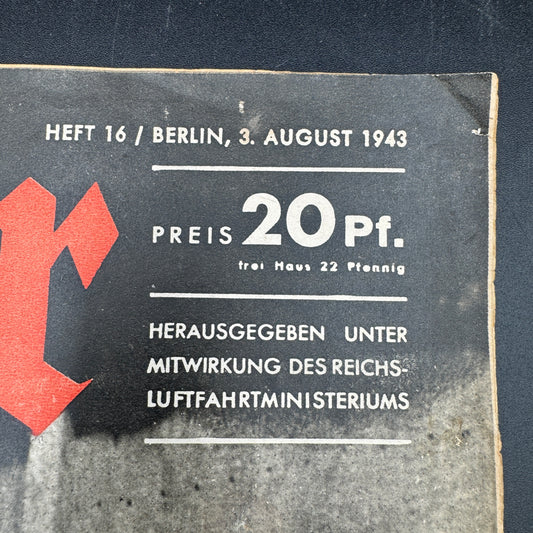 HEFT 16 / BERLIN, 3. AUGUST 1943
r
PREIS 20 Pf.
frei Haus 22 Pfennig
HERAUSGEGEBEN UNTER
MITWIRKUNG DES REICHS-
LUFTFAHRTMINISTERIUMS